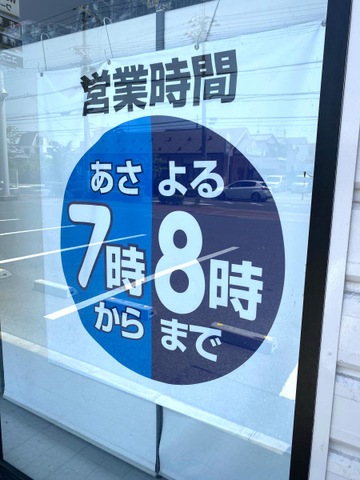 営業時間
あさ よる
7時 8時
から まで